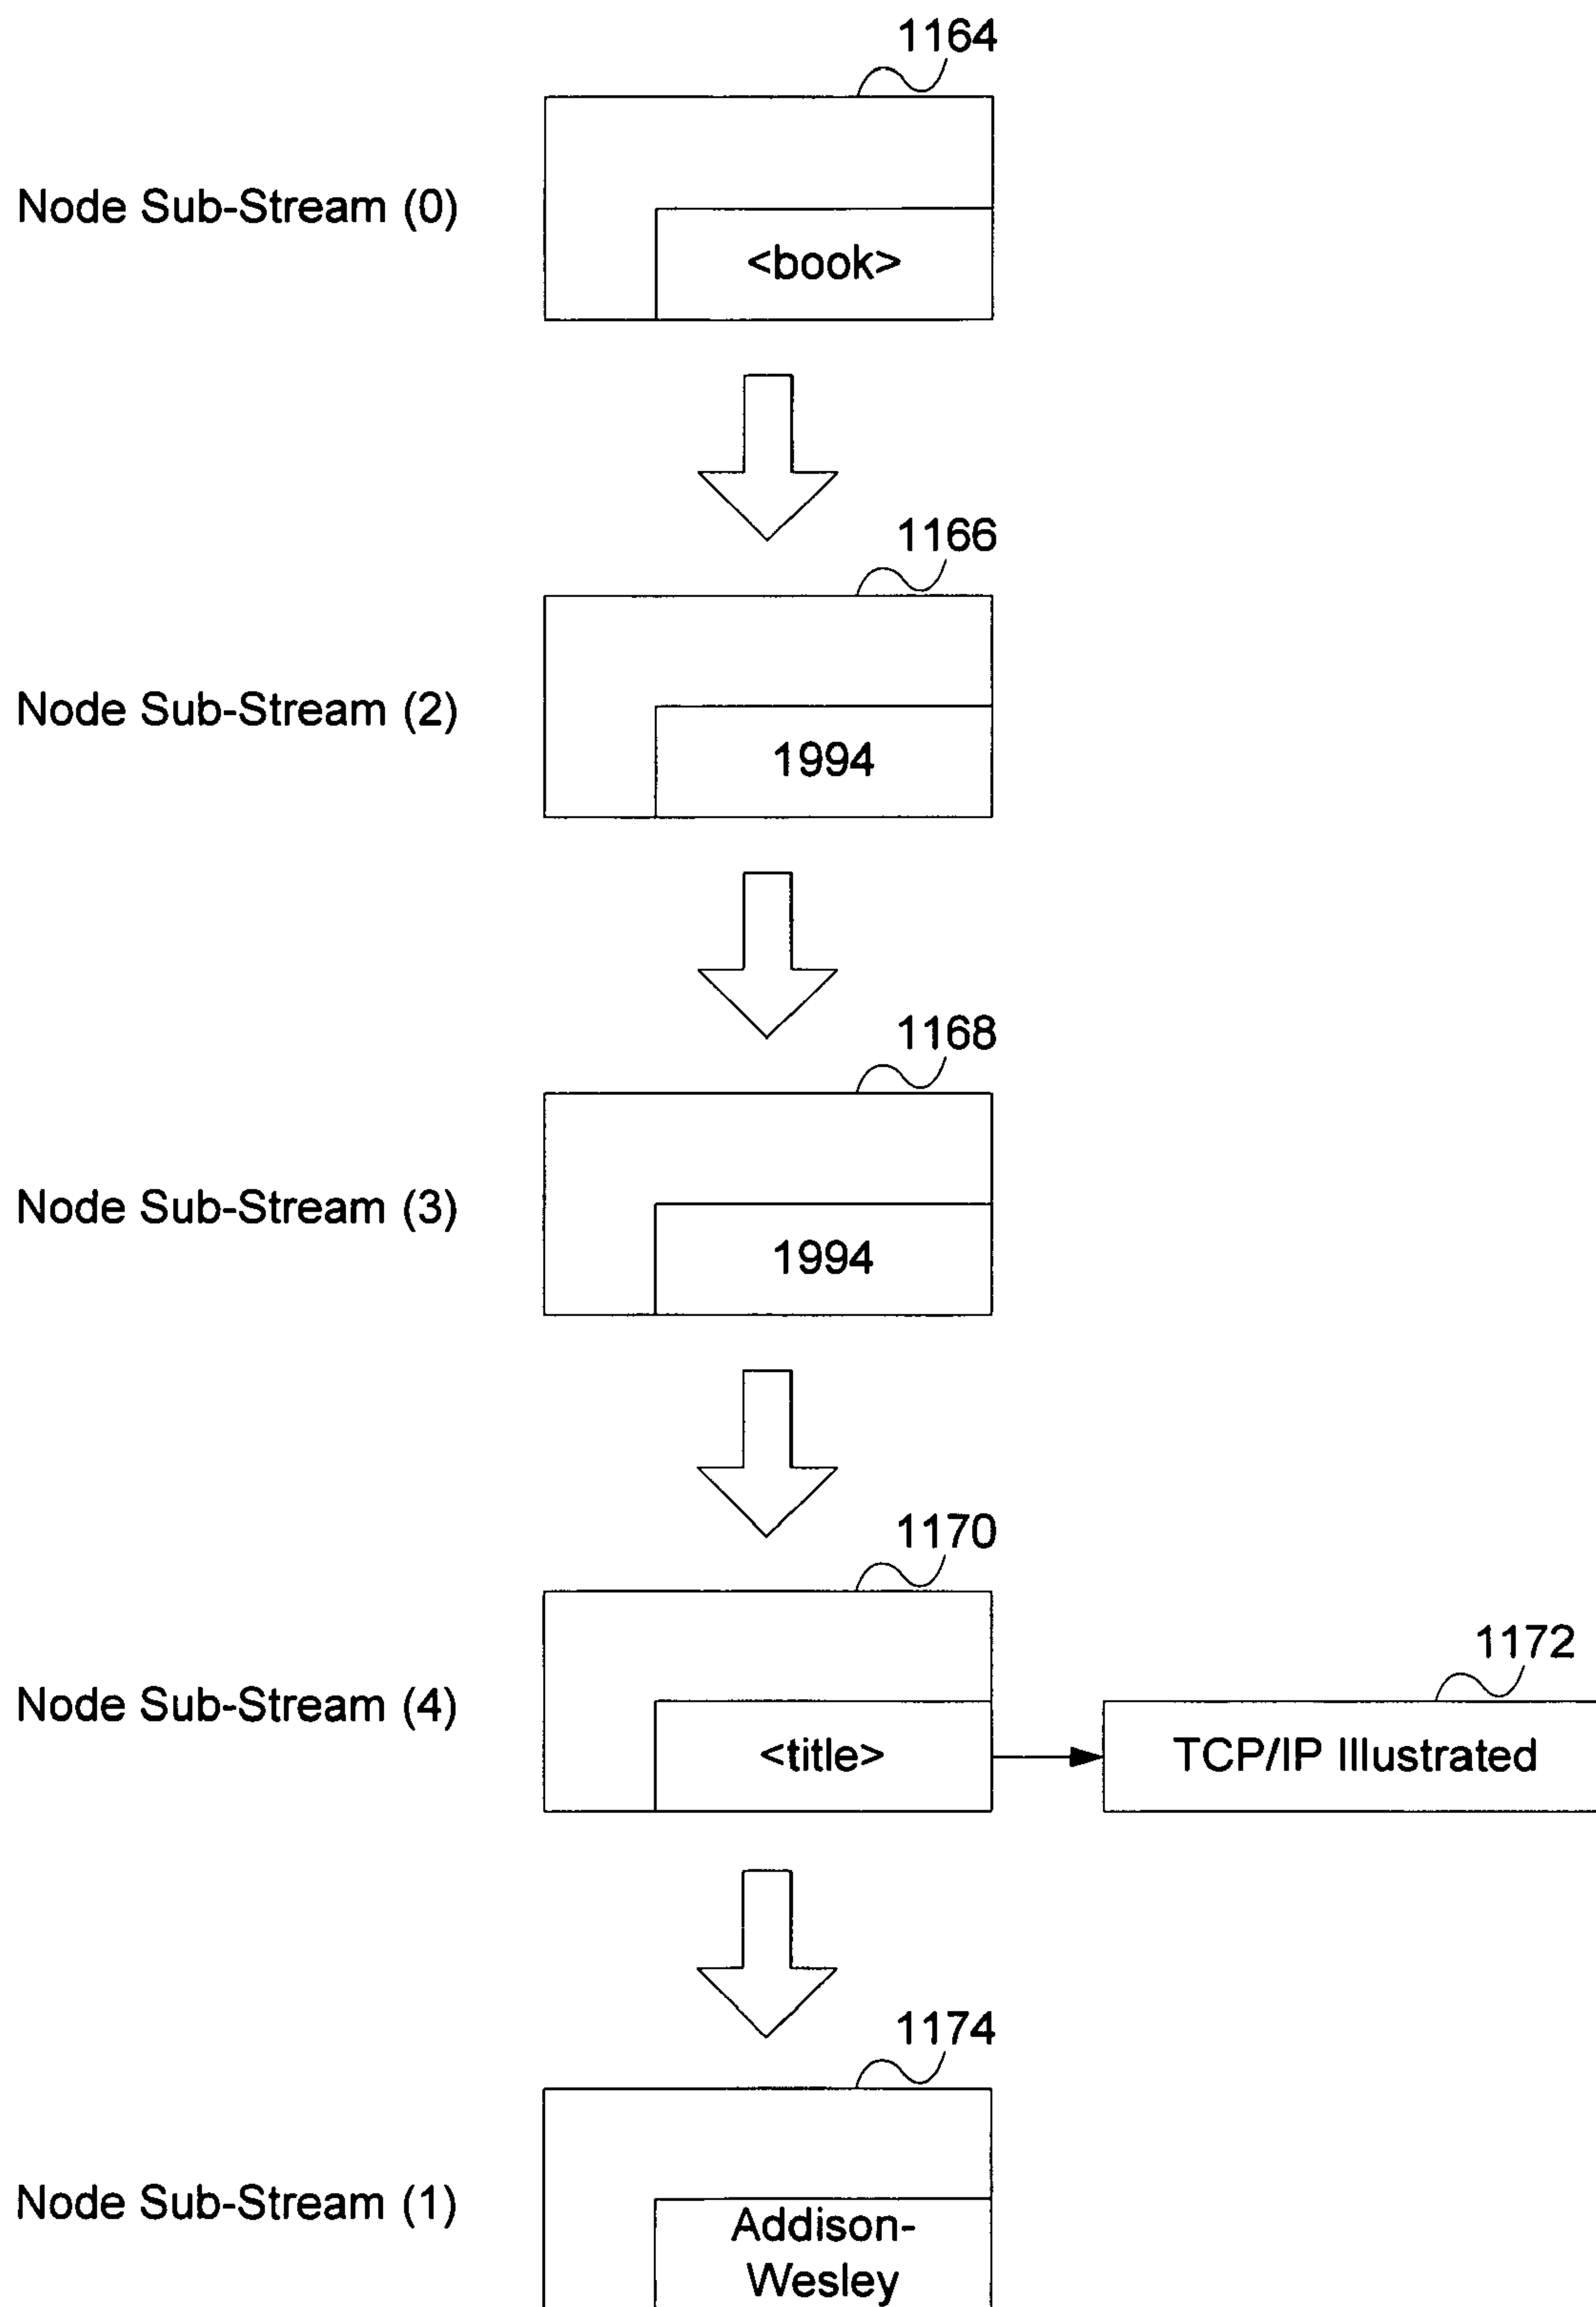 1164
Node Sub-Stream (0)
<book>
1166
Node Sub-Stream (2)
1994
1168
Node Sub-Stream (3)
1994
1170
1172
Node Sub-Stream (4)
<title>
TCP/IP Illustrated
1174
Node Sub-Stream (1)
Addison-
Wesley